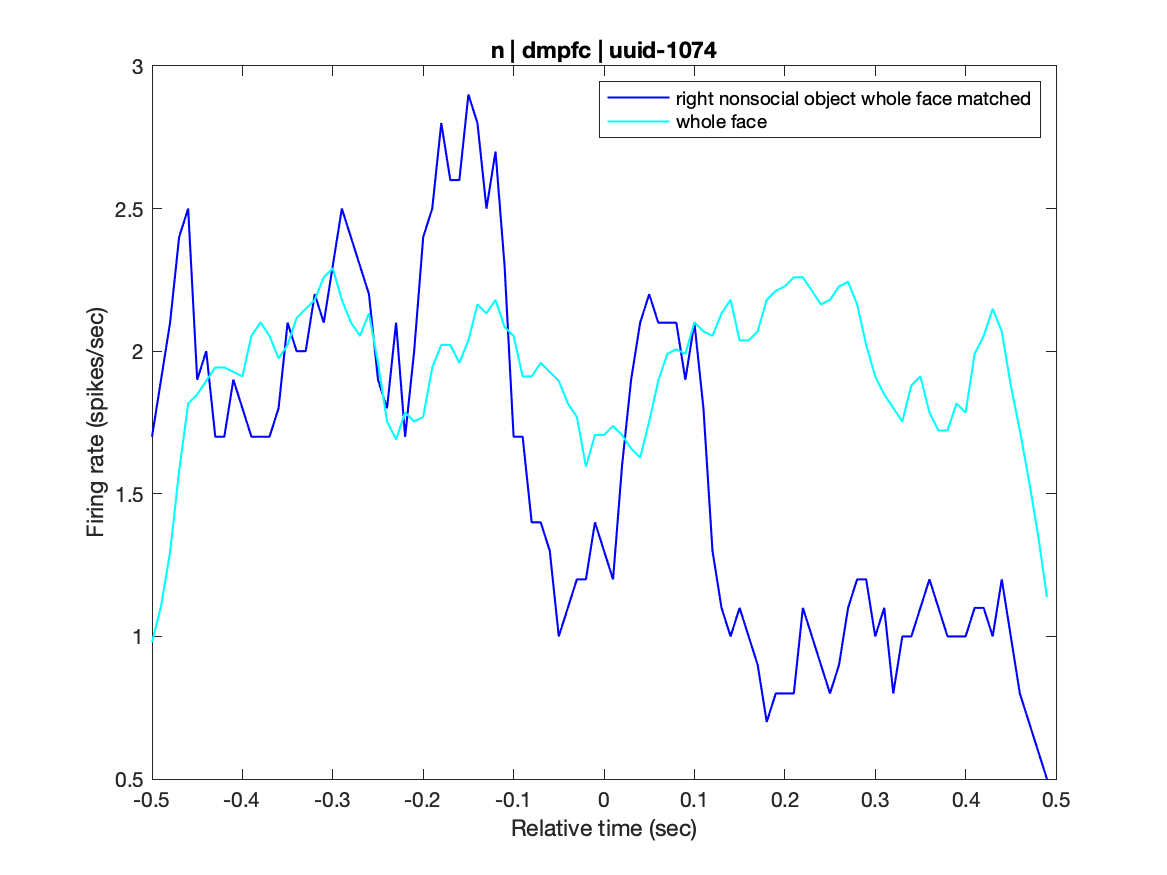 n | dmpfc | uuid-1074
right nonsocial object whole face matched
whole face
3
2.5
2
1.5
1
0.5
Firing rate (spikes/sec)
-0.5 -0.4 -0.3 -0.2 -0.1 0 0.1 0.2 0.3 0.4 0.5
Relative time (sec)